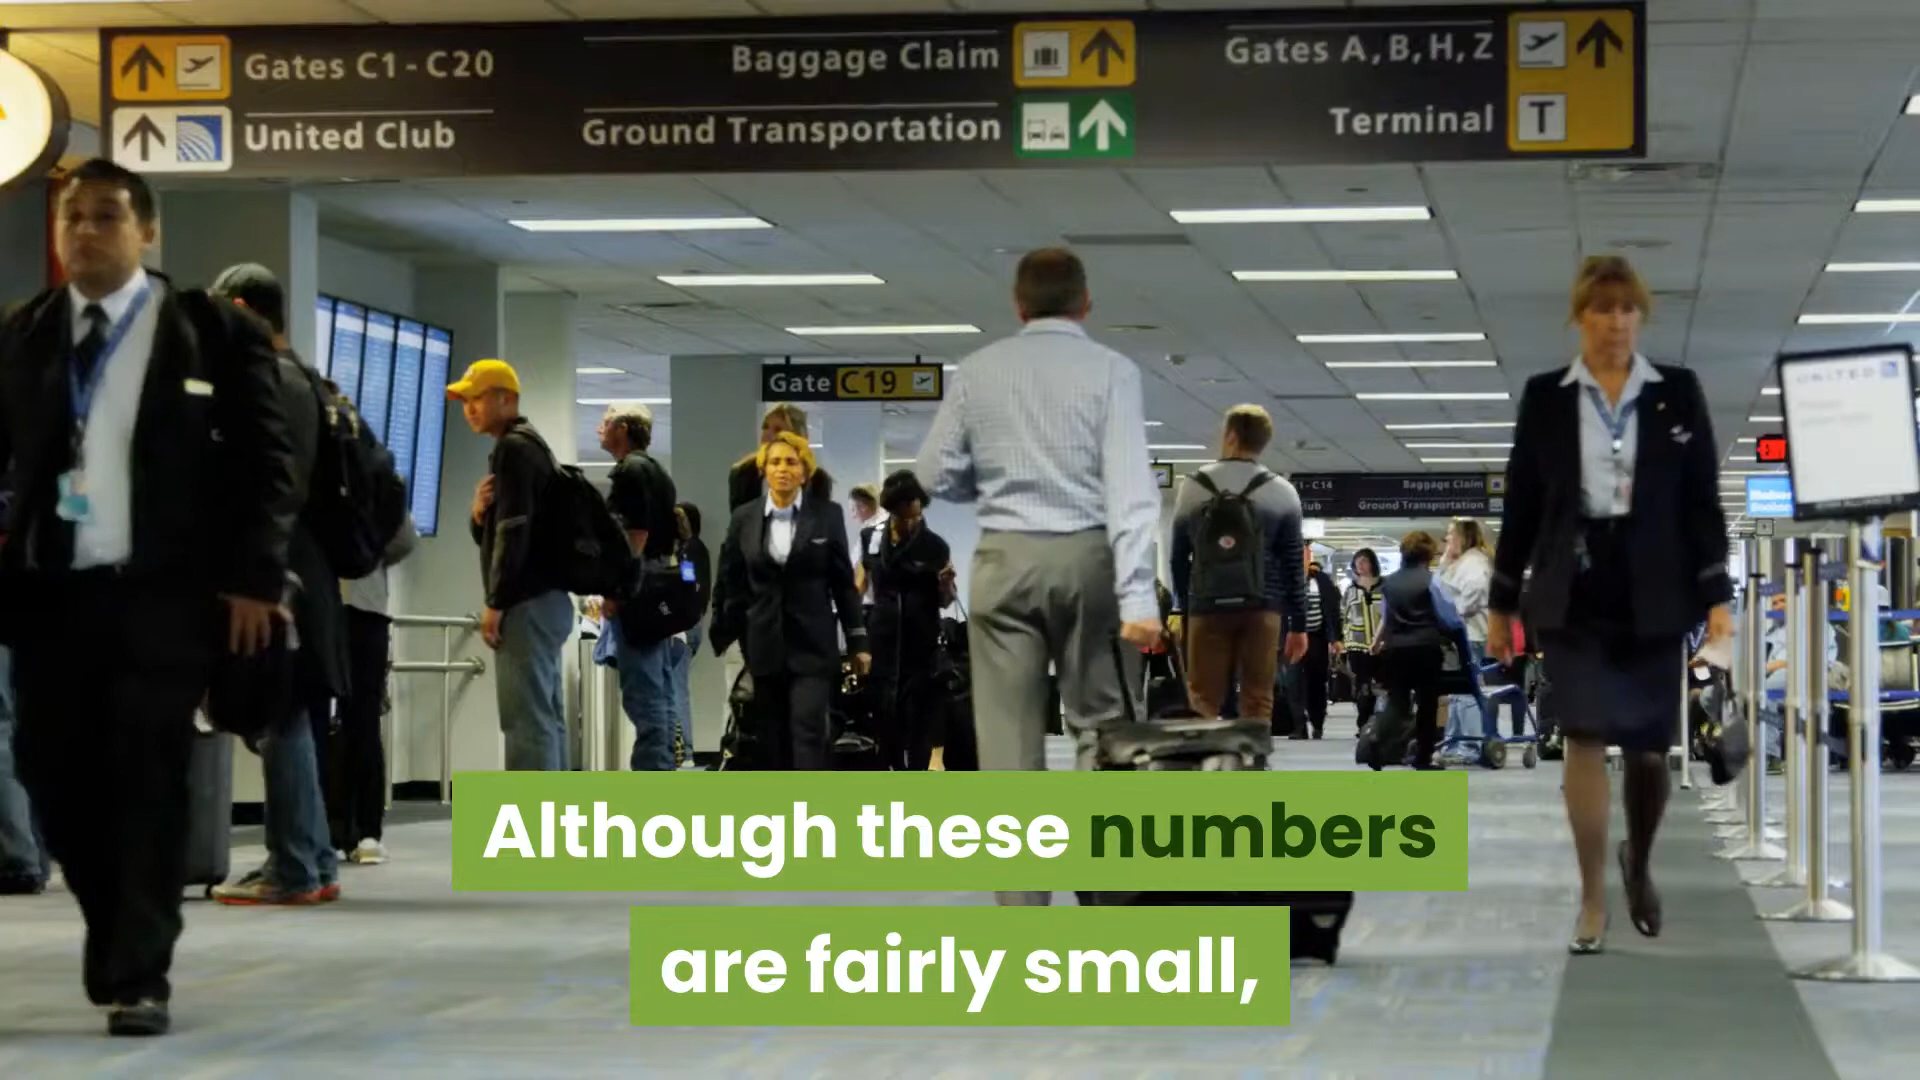 Gates C1-C20
United Club
Baggage Claim
Ground Transportation
Gates A, B, H, Z
Terminal
T
Gate C19
Baggage Claim
Ground Transportation
UNITED
Although these numbers
are fairly small,